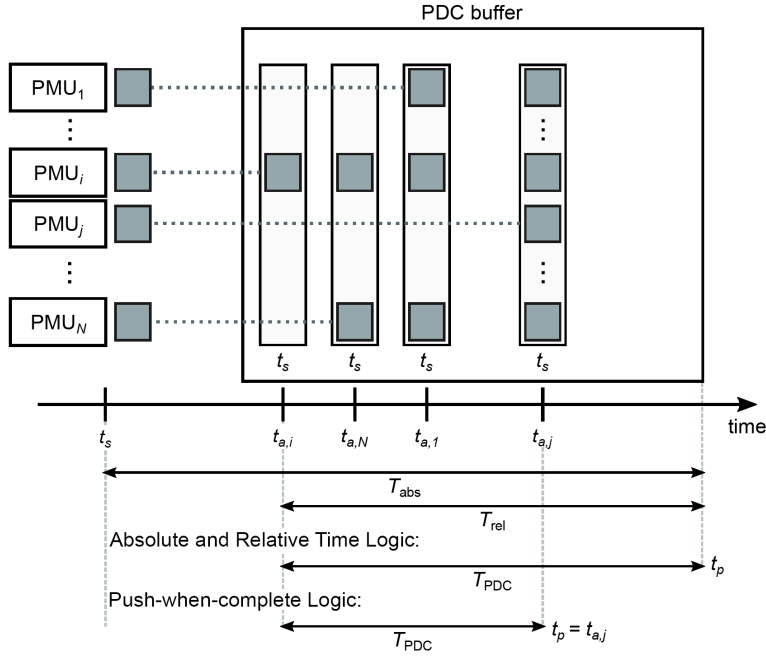 PDC buffer
PMU1
⋮ ⋮
PMUi
PMUj
⋮ ⋮
PMUN
ts ts ts ts
time
ts ta,i ta,N ta,1 ta,j
Tabs
Trel
Absolute and Relative Time Logic:
TPDC tp
Push-when-complete Logic:
TPDC tp = ta,j